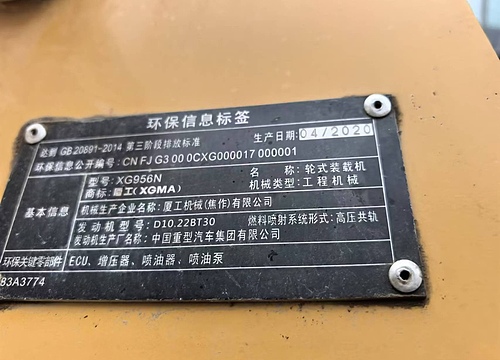 环保信息标签
达到 GB 20891-2014 第三阶段排放标准 生产日期: 04/2020
环保信息公开编号: CN FJ G3 00 0CXG000017 000001
基本信息
型号: XG956N 名称: 轮式装载机
商标: 厦工(XGMA) 机械类型: 工程机械
机械生产企业名称: 厦工机械(焦作)有限公司
发动机型号: D10.22BT30 燃料喷射系统形式: 高压共轨
发动机生产厂名称: 中国重型汽车集团有限公司
环保关键零部件 ECU、增压器、喷油器、喷油泵
83A3774